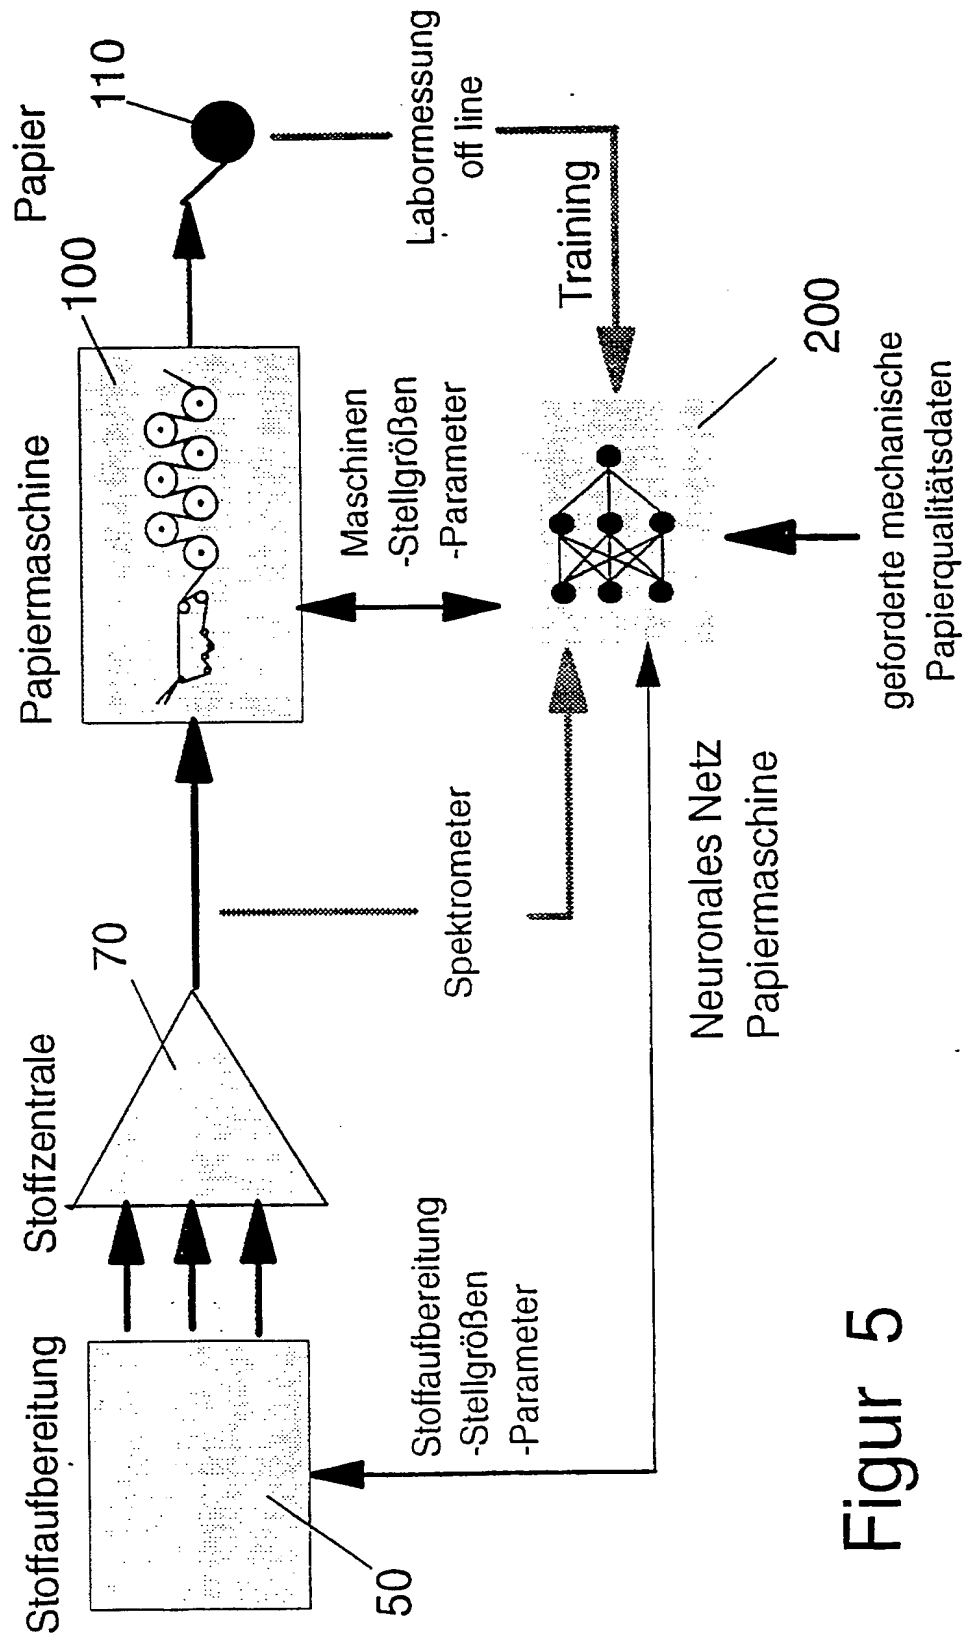 Stoffaufbereitung
Stoffzentrale
Papiermaschine
Papier
50
70
100
110
Stoffaufbereitung
-Stellgrößen
-Parameter
Spektrometer
Maschinen
-Stellgrößen
-Parameter
Labormessung
off line
Training
200
Neuronales Netz
Papiermaschine
geforderte mechanische
Papierqualitätsdaten
Figur 5